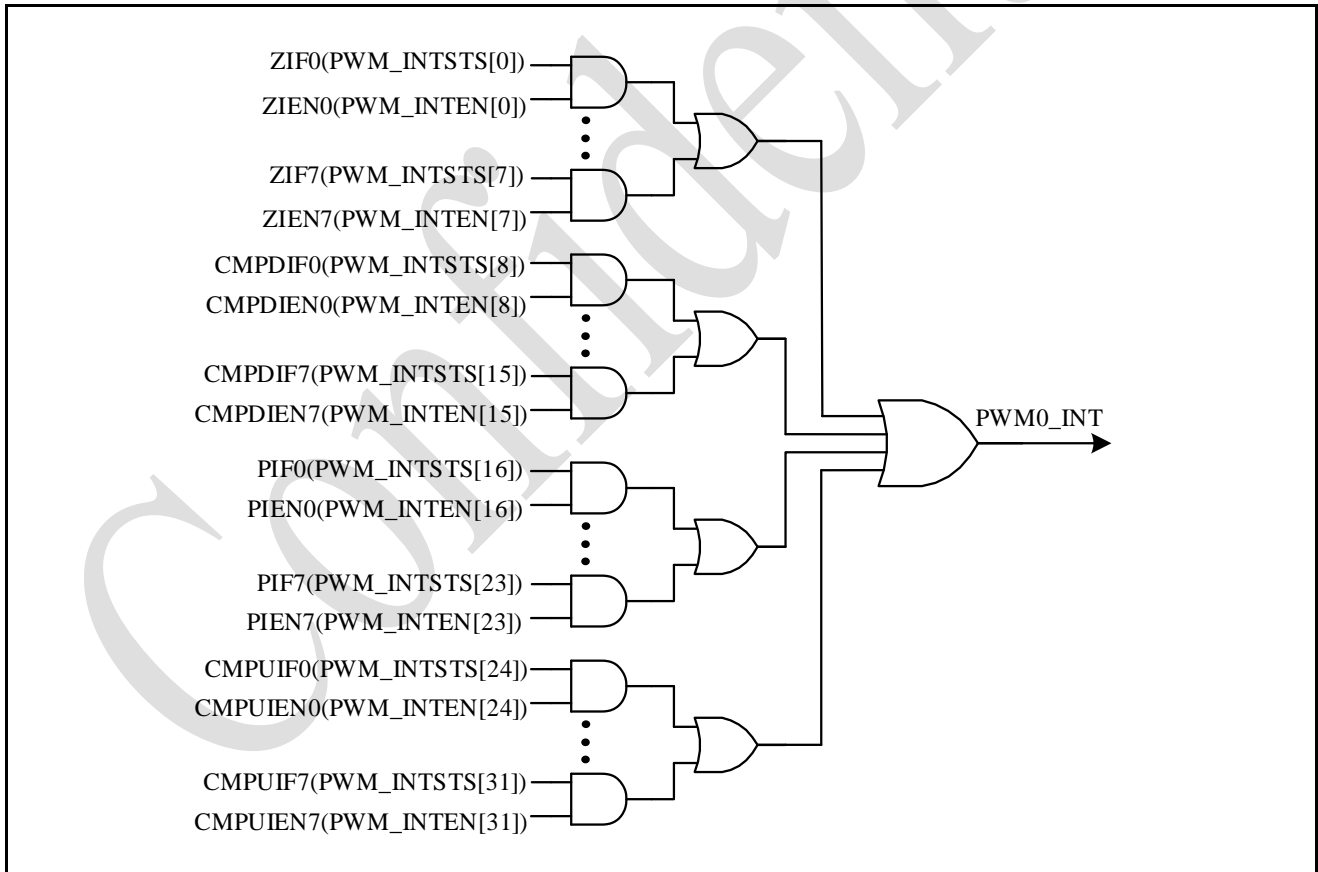 ZIF0(PWM_INTSTS[0])
ZIEN0(PWM_INTEN[0])
ZIF7(PWM_INTSTS[7])
ZIEN7(PWM_INTEN[7])
CMPDIF0(PWM_INTSTS[8])
CMPDIEN0(PWM_INTEN[8])
CMPDIF7(PWM_INTSTS[15])
CMPDIEN7(PWM_INTEN[15])
PWM0_INT
PIF0(PWM_INTSTS[16])
PIEN0(PWM_INTEN[16])
PIF7(PWM_INTSTS[23])
PIEN7(PWM_INTEN[23])
CMPUIF0(PWM_INTSTS[24])
CMPUIEN0(PWM_INTEN[24])
CMPUIF7(PWM_INTSTS[31])
CMPUIEN7(PWM_INTEN[31])
Confiden